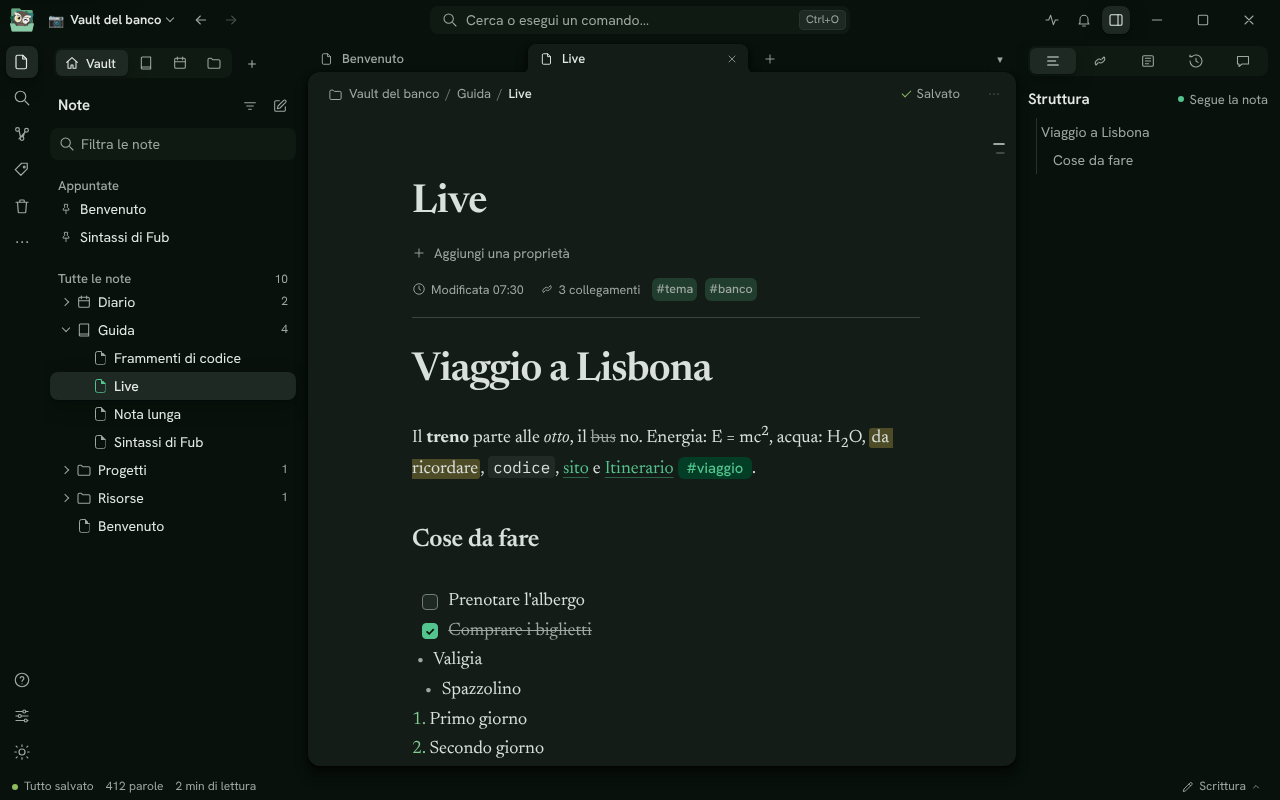 Vault del banco
Cerca o esegui un comando...
Ctrl+O
Vault
Benvenuto
Live
Note
Vault del banco / Guida / Live
Salvato
Struttura
Segue la nota
Viaggio a Lisbona
Cose da fare
Filtra le note
Appuntate
Benvenuto
Sintassi di Fub
Tutte le note 10
Diario 2
Guida 4
Frammenti di codice
Live
Nota lunga
Sintassi di Fub
Progetti 1
Risorse 1
Benvenuto
Live
Aggiungi una proprietà
Modificata 07:30 3 collegamenti #tema #banco
Viaggio a Lisbona
Il treno parte alle otto, il bus no. Energia: E = mc², acqua: H₂O, da
ricordare, codice, sito e Itinerario #viaggio.
Cose da fare
Prenotare l'albergo
Comprare i biglietti
• Valigia
• Spazzolino
1. Primo giorno
2. Secondo giorno
Tutto salvato 412 parole 2 min di lettura
Scrittura